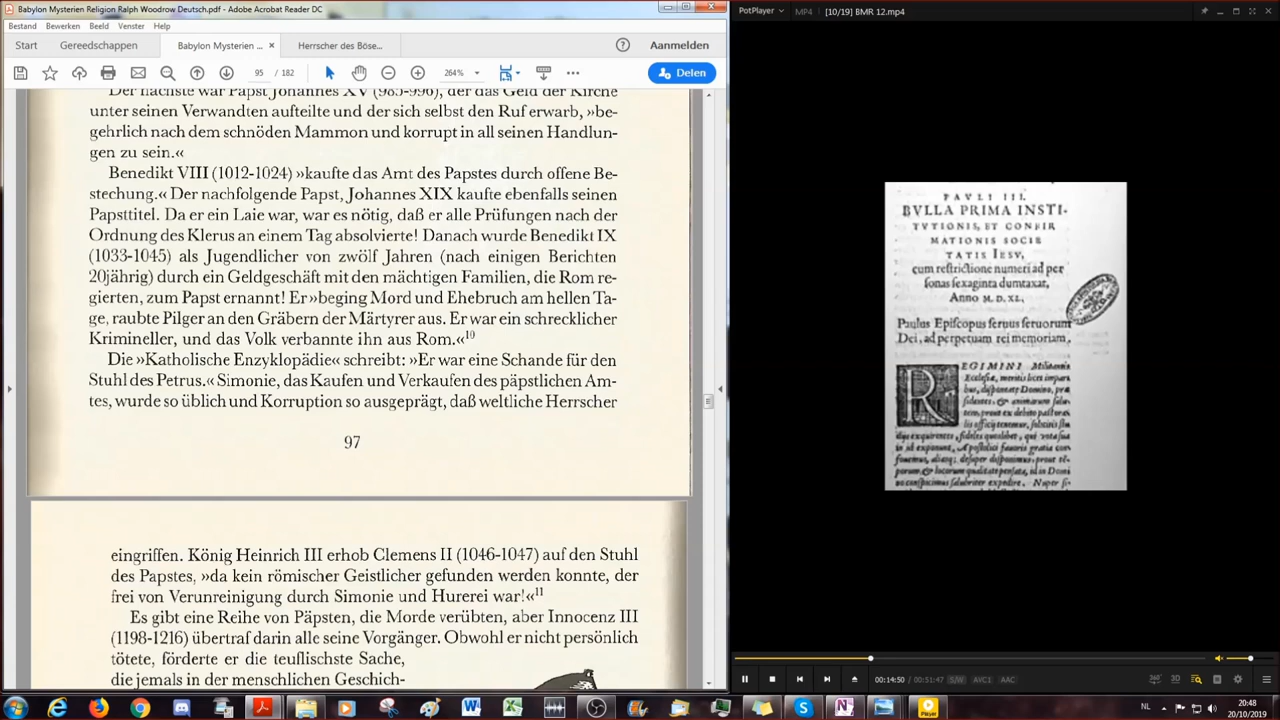 Babylon Mysterien Religion Ralph Woodrow Deutsch.pdf - Adobe Acrobat Reader DC
Bestand Bewerken Beeld Venster Help
Start Gereedschappen Babylon Mysterien ... × Herrscher des Böse... Aanmelden
95 / 182 264% Delen
Der nächste war Papst Johannes XV (985-996), der das Geld der Kirche
unter seinen Verwandten aufteilte und der sich selbst den Ruf erwarb, »be-
gehrlich nach dem schnöden Mammon und korrupt in all seinen Handlun-
gen zu sein.«
Benedikt VIII (1012-1024) »kaufte das Amt des Papstes durch offene Be-
stechung.« Der nachfolgende Papst, Johannes XIX kaufte ebenfalls seinen
Papsttitel. Da er ein Laie war, war es nötig, daß er alle Prüfungen nach der
Ordnung des Klerus an einem Tag absolvierte! Danach wurde Benedikt IX
(1033-1045) als Jugendlicher von zwölf Jahren (nach einigen Berichten
20jährig) durch ein Geldgeschäft mit den mächtigen Familien, die Rom re-
gierten, zum Papst ernannt! Er »beging Mord und Ehebruch am hellen Ta-
ge, raubte Pilger an den Gräbern der Märtyrer aus. Er war ein schrecklicher
Krimineller, und das Volk verbannte ihn aus Rom.«10
Die »Katholische Enzyklopädie« schreibt: »Er war eine Schande für den
Stuhl des Petrus.« Simonie, das Kaufen und Verkaufen des päpstlichen Am-
tes, wurde so üblich und Korruption so ausgeprägt, daß weltliche Herrscher
97
eingriffen. König Heinrich III erhob Clemens II (1046-1047) auf den Stuhl
des Papstes, »da kein römischer Geistlicher gefunden werden konnte, der
frei von Verunreinigung durch Simonie und Hurerei war!«11
Es gibt eine Reihe von Päpsten, die Morde verübten, aber Innocenz III
(1198-1216) übertraf darin alle seine Vorgänger. Obwohl er nicht persönlich
tötete, förderte er die teuflischste Sache,
die jemals in der menschlichen Geschich-
PotPlayer MP4 [10/19] BMR 12.mp4
PAVLI III.
BVLLA PRIMA INSTI-
TVTIONIS, ET CONFIR
MATIONIS SOCIE
TATIS IESV,
cum restrictione numeri ad per
sonas sexaginta dumtaxat,
Anno M. D. XL,
Paulus Episcopus seruus seruorum
Dei, ad perpetuam rei memoriam.
REGIMINI Militantis
Ecclesiæ, meritis licet impari
bus, disponente Domino, præ
00:14:50 / 00:51:47 S/W AVC1 AAC 360° 3D
NL 20:48
20/10/2019